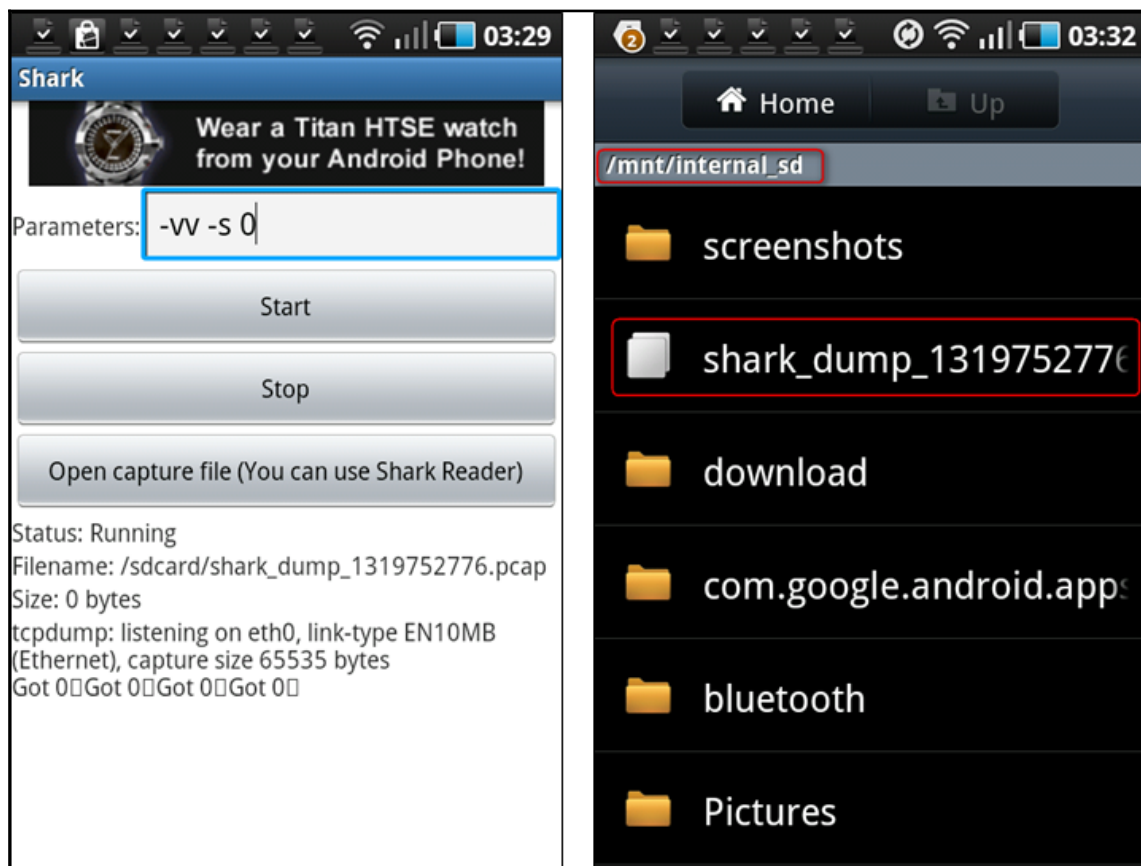 03:29
Shark
Wear a Titan HTSE watch
from your Android Phone!
Parameters: -vv -s 0
Start
Stop
Open capture file (You can use Shark Reader)
Status: Running
Filename: /sdcard/shark_dump_1319752776.pcap
Size: 0 bytes
tcpdump: listening on eth0, link-type EN10MB
(Ethernet), capture size 65535 bytes
Got 0▯Got 0▯Got 0▯Got 0▯
2
03:32
Home
Up
/mnt/internal_sd
screenshots
shark_dump_1319752776
download
com.google.android.apps
bluetooth
Pictures